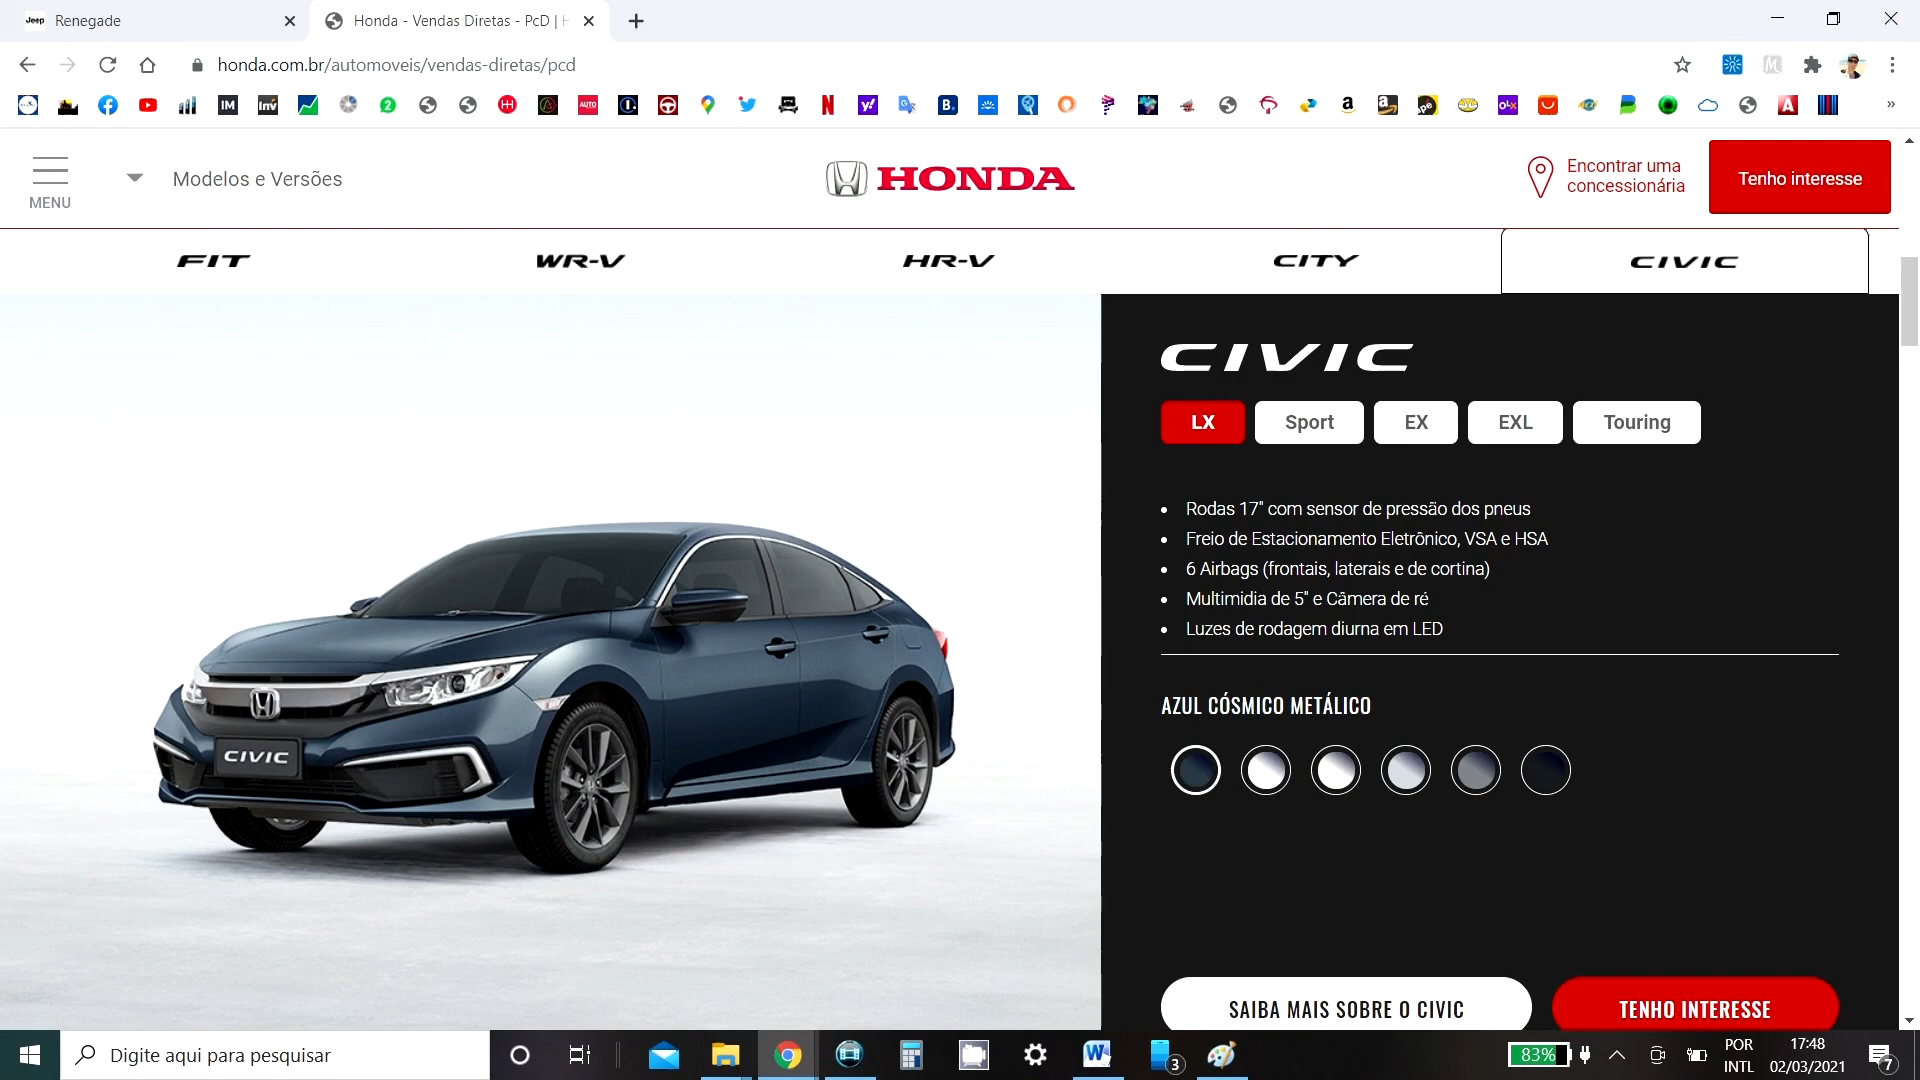 Renegade
Honda - Vendas Diretas - PcD | H
honda.com.br/automoveis/vendas-diretas/pcd
MENU
Modelos e Versões
HONDA
Encontrar uma
concessionária
Tenho interesse
FIT
WR-V
HR-V
CITY
CIVIC
CIVIC
LX
Sport
EX
EXL
Touring
Rodas 17" com sensor de pressão dos pneus
Freio de Estacionamento Eletrônico, VSA e HSA
6 Airbags (frontais, laterais e de cortina)
Multimidia de 5" e Câmera de ré
Luzes de rodagem diurna em LED
AZUL CÓSMICO METÁLICO
CIVIC
SAIBA MAIS SOBRE O CIVIC
TENHO INTERESSE
Digite aqui para pesquisar
3
83%
POR
INTL
17:48
02/03/2021
7